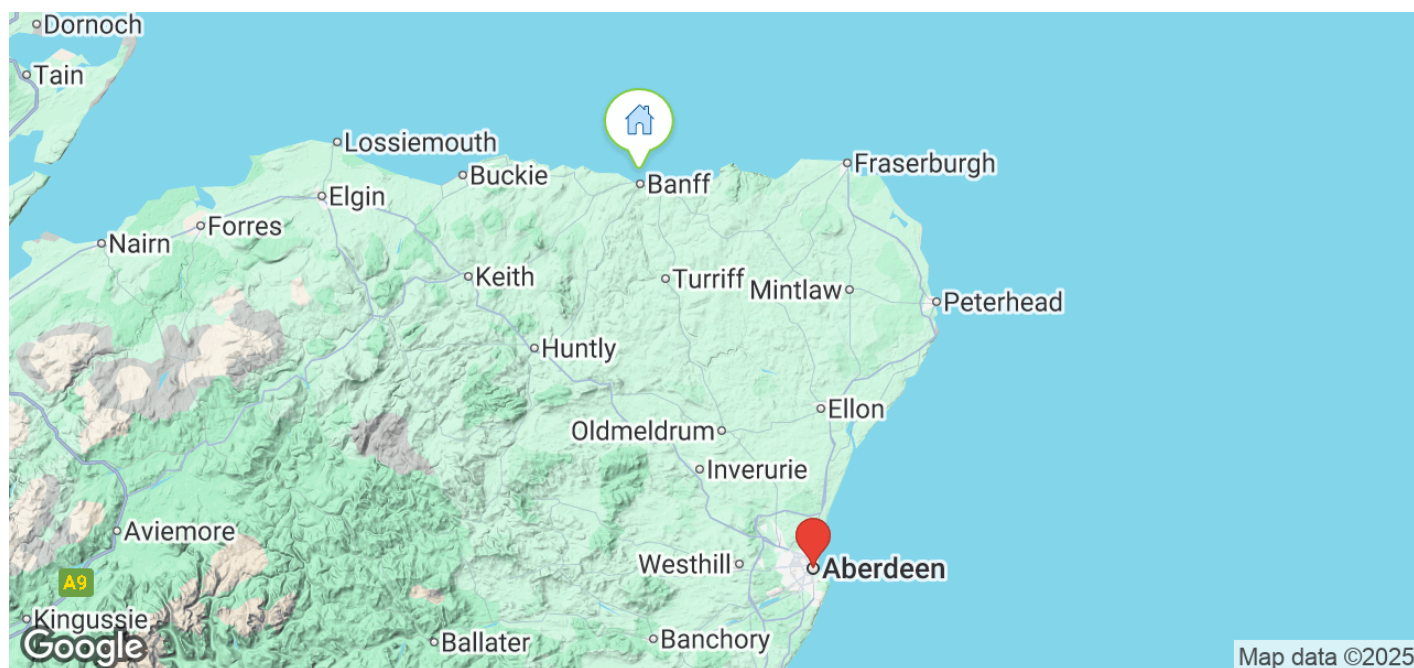 Dornoch
Tain
Lossiemouth
Buckie
Banff
Fraserburgh
Elgin
Forres
Nairn
Keith
Turriff
Mintlaw
Peterhead
Huntly
Ellon
Oldmeldrum
Inverurie
Aviemore
Westhill
Aberdeen
A9
Kingussie
Google
Ballater
Banchory
Map data ©2025